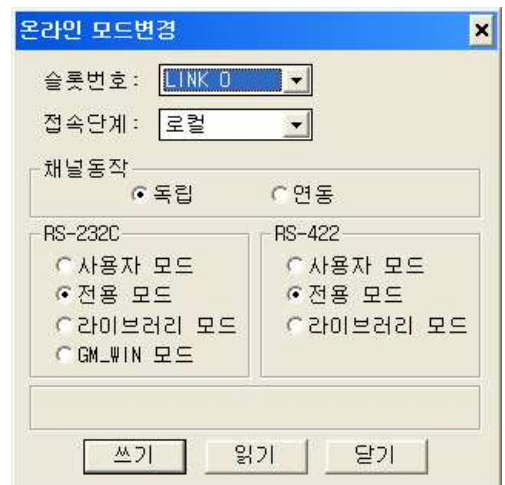 온라인 모드변경
슬롯번호: LINK 0
접속단계: 로컬
채널동작
독립 연동
RS-232C
사용자 모드
전용 모드
라이브러리 모드
GM_WIN 모드
RS-422
사용자 모드
전용 모드
라이브러리 모드
쓰기 읽기 닫기